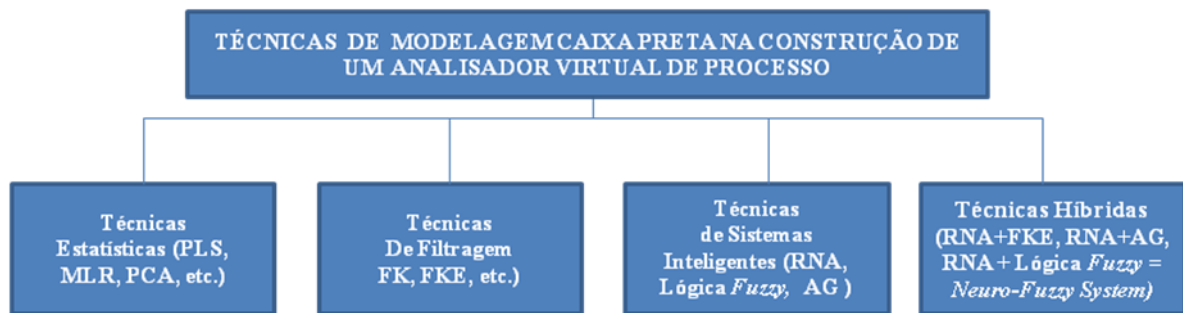 TÉCNICAS DE MODELAGEM CAIXA PRETA NA CONSTRUÇÃO DE
UM ANALISADOR VIRTUAL DE PROCESSO
Técnicas
Estatísticas (PLS,
MLR, PCA, etc.)
Técnicas
De Filtragem
FK, FKE, etc.)
Técnicas
de Sistemas
Inteligentes (RNA,
Lógica Fuzzy, AG )
Técnicas Híbridas
(RNA+FKE, RNA+AG,
RNA + Lógica Fuzzy =
Neuro-Fuzzy System)